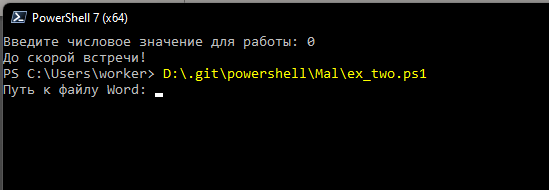 PowerShell 7 (x64)
Введите числовое значение для работы: 0
До скорой встречи!
PS C:\Users\worker> D:\.git\powershell\Mal\ex_two.ps1
Путь к файлу Word: